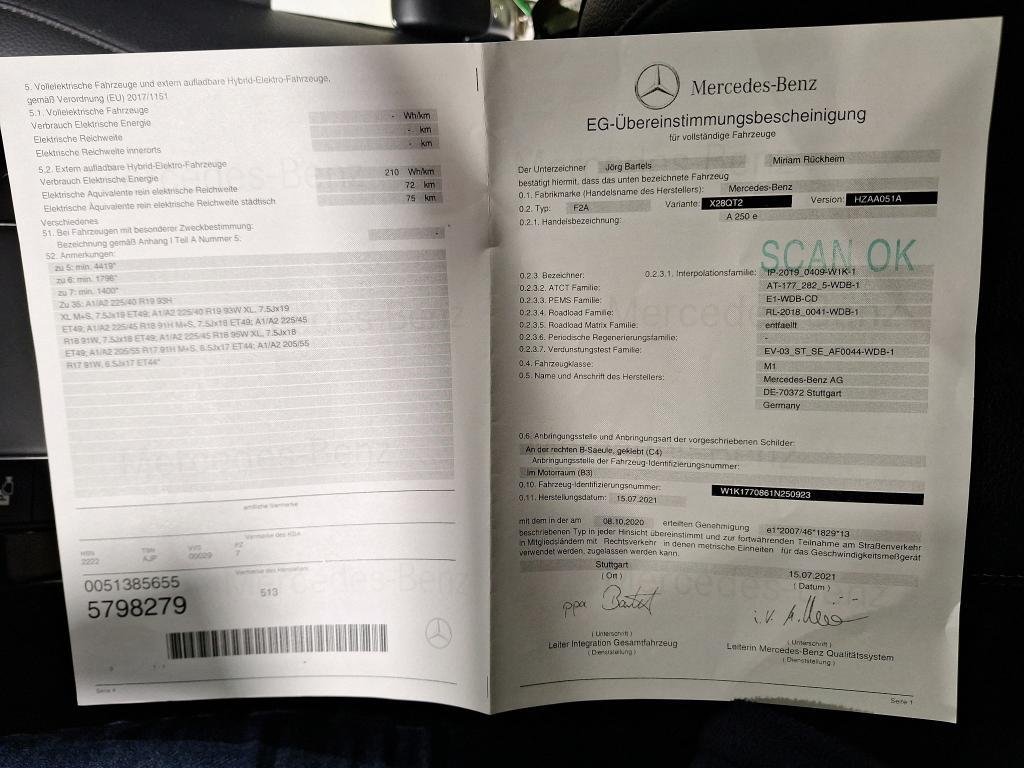 5. Vollelektrische Fahrzeuge und extern aufladbare Hybrid-Elektro-Fahrzeuge,
gemäß Verordnung (EU) 2017/1151
5.1. Vollelektrische Fahrzeuge
Verbrauch Elektrische Energie - Wh/km
Elektrische Reichweite - km
Elektrische Reichweite innerorts - km
5.2. Extern aufladbare Hybrid-Elektro-Fahrzeuge
Verbrauch Elektrische Energie 210 Wh/km
Elektrische Äquivalente rein elektrische Reichweite 72 km
Elektrische Äquivalente rein elektrische Reichweite städtisch 75 km
Verschiedenes
51. Bei Fahrzeugen mit besonderer Zweckbestimmung:
Bezeichnung gemäß Anhang I Teil A Nummer 5. -
52. Anmerkungen:
zu 5: min. 4419*
zu 6: min. 1796*
zu 7: min. 1400*
Zu 35: A1/A2 225/40 R19 93H
XL M+S, 7.5Jx19 ET49; A1/A2 225/40 R19 93W XL, 7.5Jx19
ET49; A1/A2 225/45 R18 91H M+S, 7.5Jx18 ET49; A1/A2 225/45
R18 91W, 7.5Jx18 ET49; A1/A2 225/45 R18 95W XL, 7.5Jx18
ET49; A1/A2 205/55 R17 91H M+S, 6.5Jx17 ET44; A1/A2 205/55
R17 91W, 6.5Jx17 ET44*
amtliche Vermerke
Vermerke des KBA
HSN TSN VVS PZ
2222 AJP 00029 7
Vermerke des Herstellers
0051385655
513
5798279
Seite 4
Mercedes-Benz
EG-Übereinstimmungsbescheinigung
für vollständige Fahrzeuge
Der Unterzeichner Jörg Bartels Miriam Rückheim
bestätigt hiermit, dass das unten bezeichnete Fahrzeug
0.1. Fabrikmarke (Handelsname des Herstellers): Mercedes-Benz
0.2. Typ: F2A Variante: X28QT2 Version: HZAA051A
0.2.1. Handelsbezeichnung: A 250 e
SCAN OK
0.2.3. Bezeichner: 0.2.3.1. Interpolationsfamilie: IP-2019_0409-W1K-1
0.2.3.2. ATCT Familie: AT-177_282_5-WDB-1
0.2.3.3. PEMS Familie: E1-WDB-CD
0.2.3.4. Roadload Familie: RL-2018_0041-WDB-1
0.2.3.5. Roadload Matrix Familie: entfaellt
0.2.3.6. Periodische Regenerierungsfamilie: -
0.2.3.7. Verdunstungstest Familie: EV-03_ST_SE_AF0044-WDB-1
0.4. Fahrzeugklasse: M1
0.5. Name und Anschrift des Herstellers: Mercedes-Benz AG
DE-70372 Stuttgart
Germany
0.6. Anbringungsstelle und Anbringungsart der vorgeschriebenen Schilder:
An der rechten B-Saeule, geklebt (C4)
Anbringungsstelle der Fahrzeug-Identifizierungsnummer:
Im Motorraum (B3)
0.10. Fahrzeug-Identifizierungsnummer: W1K1770861N250923
0.11. Herstellungsdatum: 15.07.2021
mit dem in der am 08.10.2020 erteilten Genehmigung e1*2007/46*1829*13
beschriebenen Typ in jeder Hinsicht übereinstimmt und zur fortwährenden Teilnahme am Straßenverkehr
in Mitgliedsländern mit Rechtsverkehr in denen metrische Einheiten für das Geschwindigkeitsmeßgerät
verwendet werden, zugelassen werden kann.
Stuttgart 15.07.2021
( Ort ) ( Datum )
ppa i.V.
( Unterschrift ) ( Unterschrift )
Leiter Integration Gesamtfahrzeug Leiterin Mercedes-Benz Qualitätssystem
( Dienststellung ) ( Dienststellung )
Seite 1